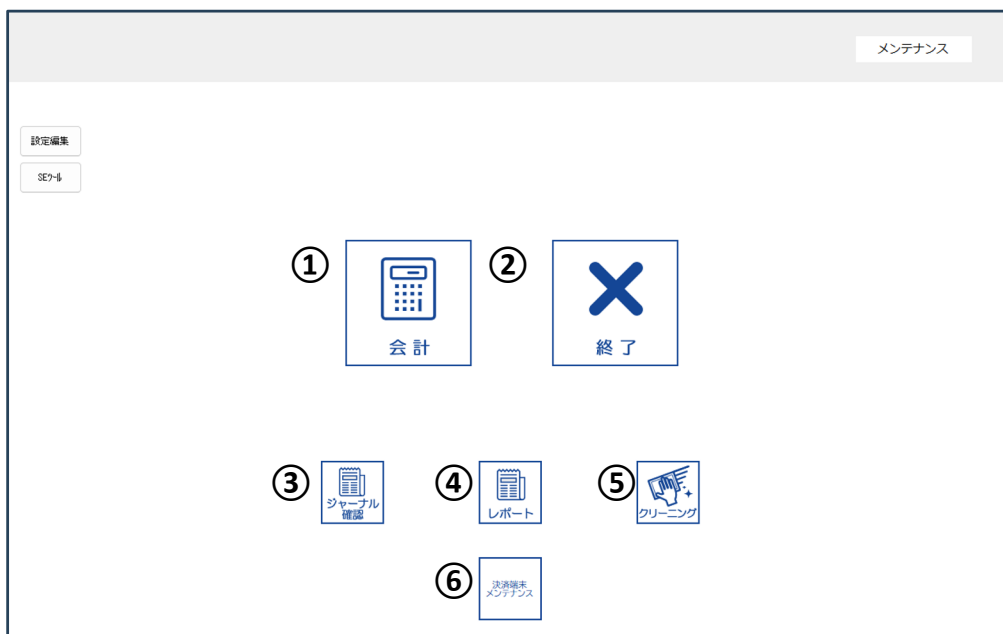 メンテナンス
設定編集
SEﾂｰﾙ
①
会計
②
終了
③
ジャーナル
確認
④
レポート
⑤
クリーニング
⑥
決済端末
メンテナンス